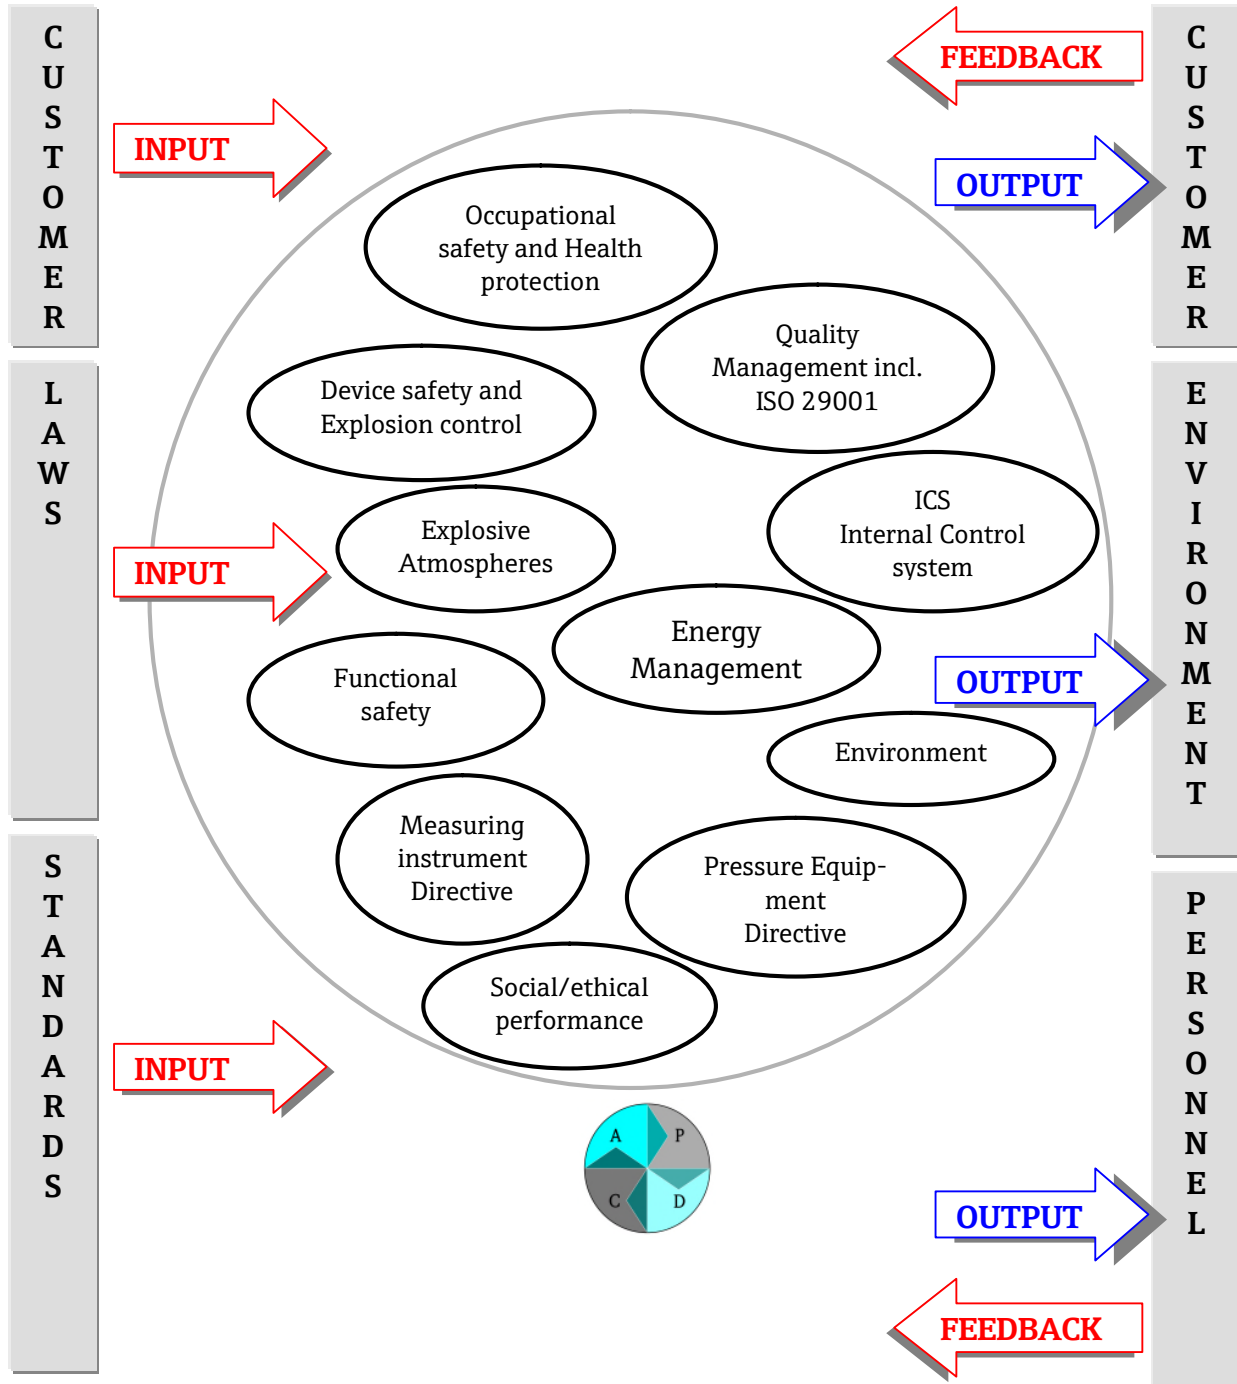 CUSTOMER
LAWS
STANDARDS
INPUT
INPUT
INPUT
Occupational
safety and Health
protection
Quality
Management incl.
ISO 29001
Device safety and
Explosion control
ICS
Internal Control
system
Explosive
Atmospheres
Energy
Management
Functional
safety
Environment
Measuring
instrument
Directive
Pressure Equip-
ment
Directive
Social/ethical
performance
A
P
C
D
FEEDBACK
OUTPUT
OUTPUT
OUTPUT
FEEDBACK
CUSTOMER
ENVIRONMENT
PERSONNEL